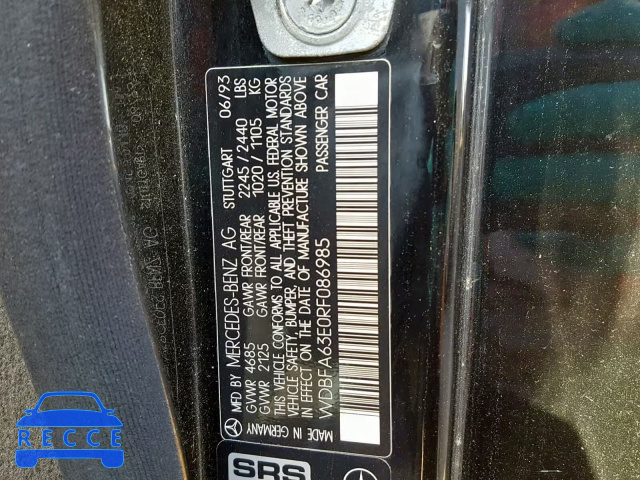 MFD BY MERCEDES-BENZ AG STUTTGART 06/93
GVWR 4685 GAWR FRONT/REAR 2245/2440 LBS
GVWR 2125 GAWR FRONT/REAR 1020/1105 KG
THIS VEHICLE CONFORMS TO ALL APPLICABLE U.S. FEDERAL MOTOR
VEHICLE SAFETY, BUMPER, AND THEFT PREVENTION STANDARDS
IN EFFECT ON THE DATE OF MANUFACTURE SHOWN ABOVE
WDBFA63E0RF086985 PASSENGER CAR
MADE IN GERMANY
SRS
RECCE